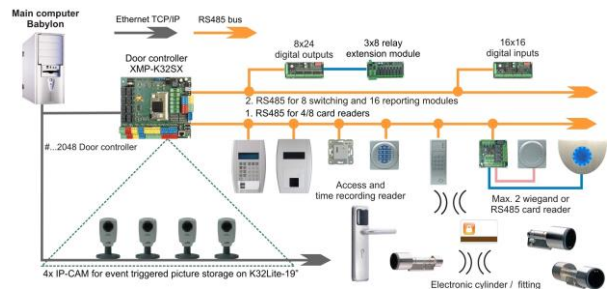 Main computer
Babylon
Ethernet TCP/IP
RS485 bus
Door controller
XMP-K32SX
8x24
digital outputs
3x8 relay
extension module
16x16
digital inputs
2. RS485 for 8 switching and 16 reporting modules
1. RS485 for 4/8 card readers
#...2048 Door controller
Access and
time recording reader
Max. 2 wiegand or
RS485 card reader
4x IP-CAM for event triggered picture storage on K32Lite-19"
Electronic cylinder / fitting